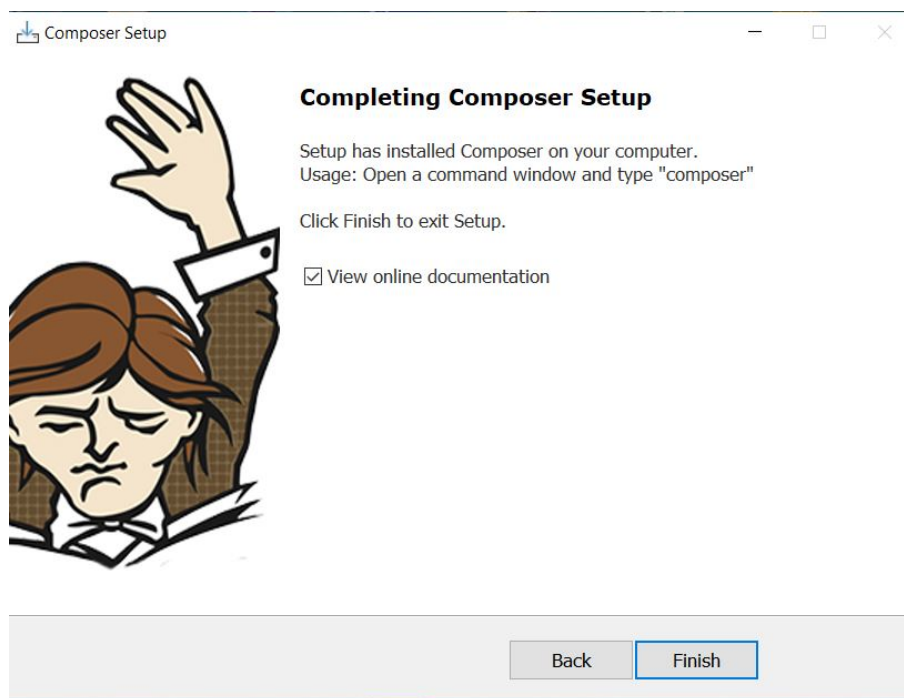 Composer Setup
Completing Composer Setup
Setup has installed Composer on your computer.
Usage: Open a command window and type "composer"
Click Finish to exit Setup.
View online documentation
Back
Finish